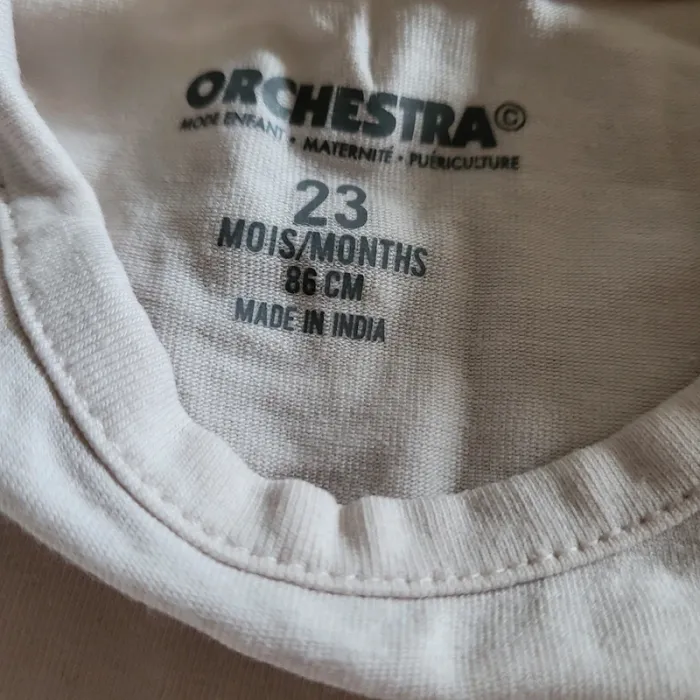 ORCHESTRA©
MODE ENFANT • MATERNITÉ • PUÉRICULTURE
23
MOIS/MONTHS
86 CM
MADE IN INDIA